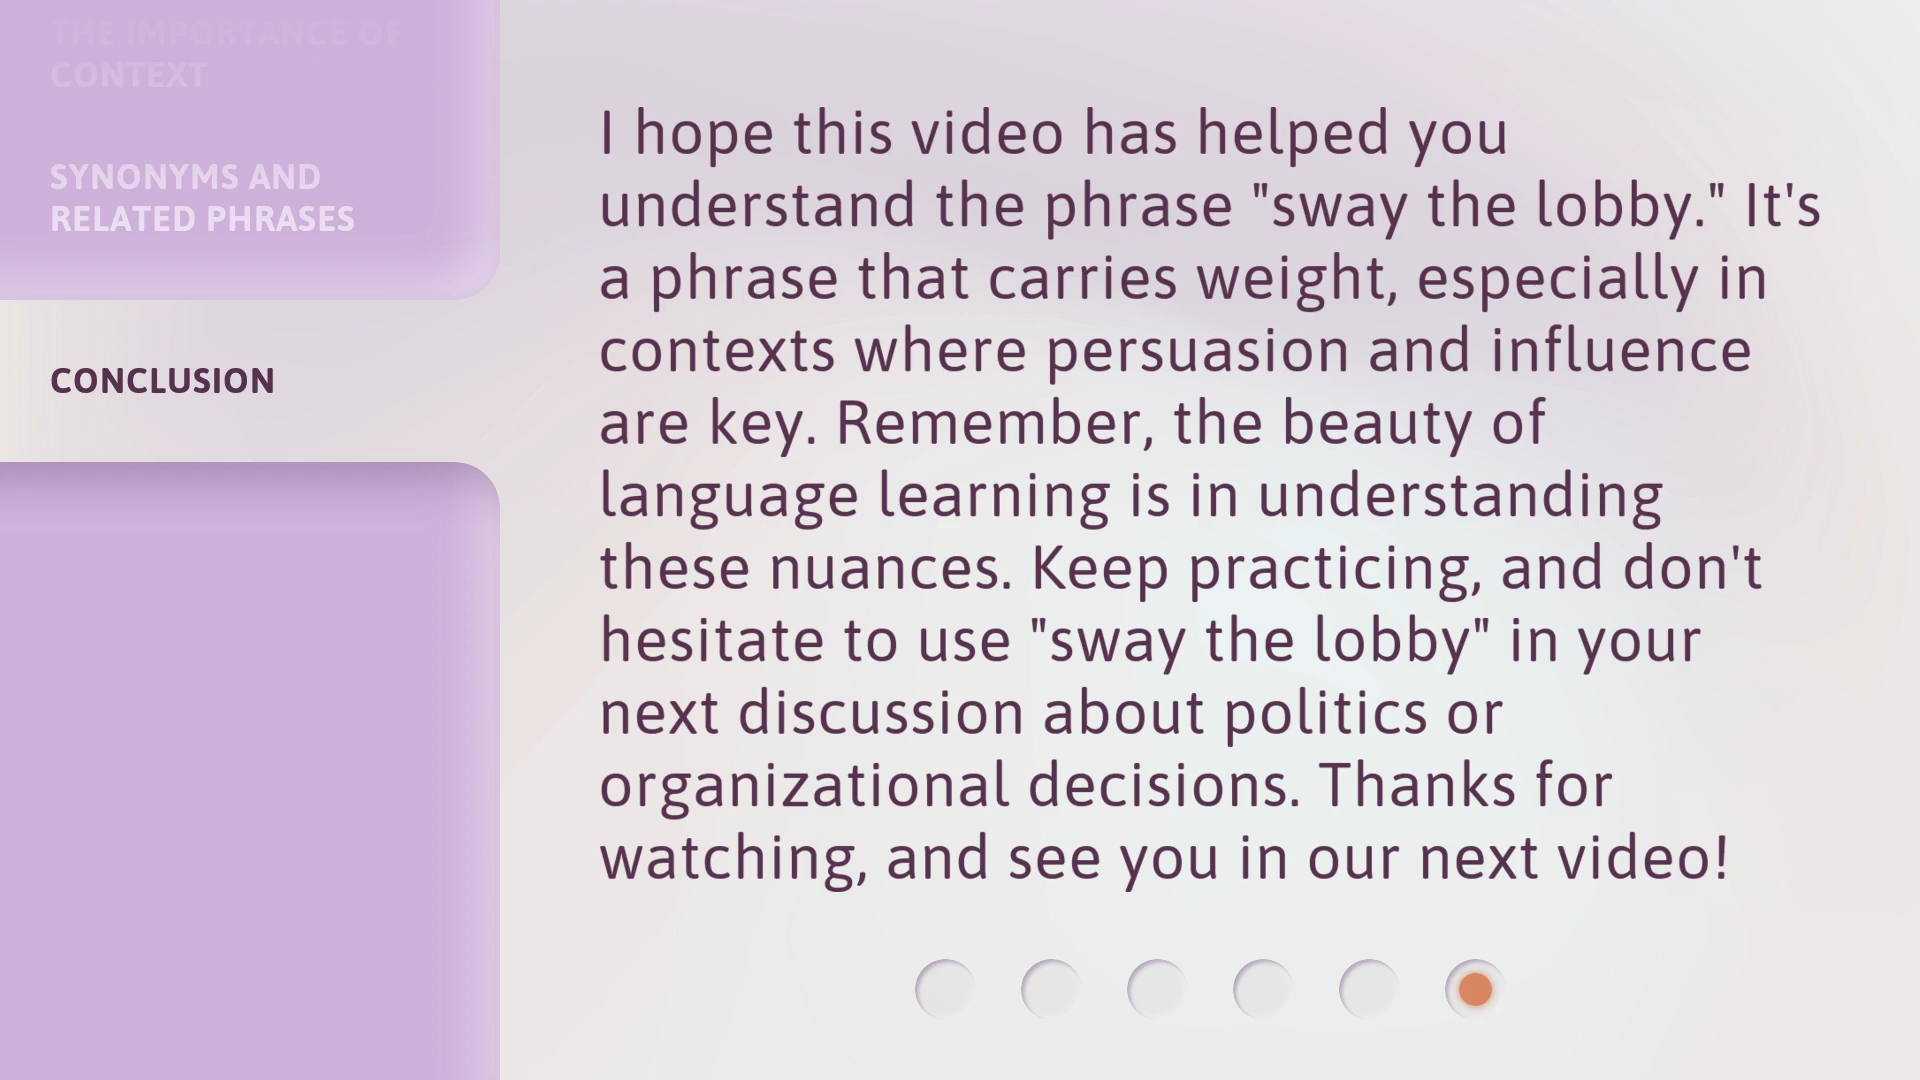 THE IMPORTANCE OF
CONTEXT
SYNONYMS AND
RELATED PHRASES
CONCLUSION
I hope this video has helped you
understand the phrase "sway the lobby." It's
a phrase that carries weight, especially in
contexts where persuasion and influence
are key. Remember, the beauty of
language learning is in understanding
these nuances. Keep practicing, and don't
hesitate to use "sway the lobby" in your
next discussion about politics or
organizational decisions. Thanks for
watching, and see you in our next video!